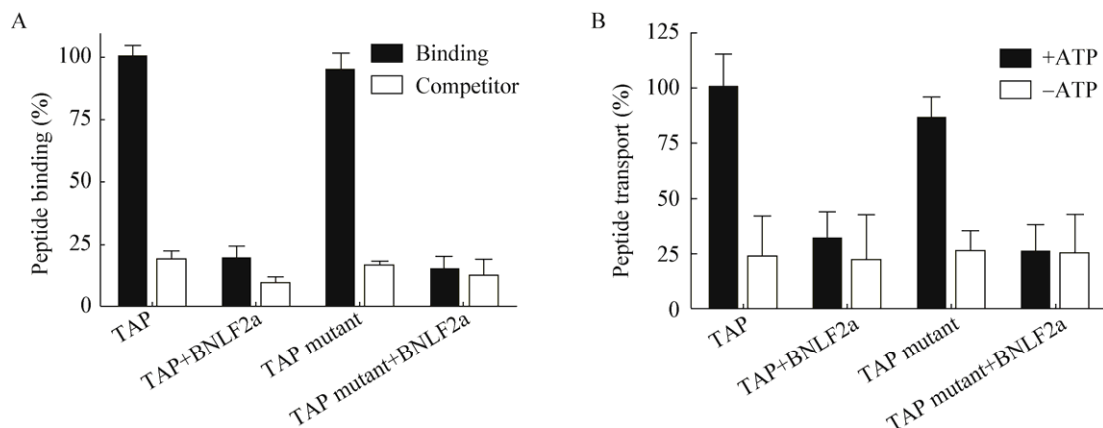 A
Peptide binding (%)
100
75
50
25
0
Binding
Competitor
TAP
TAP+BNLF2a
TAP mutant
TAP mutant+BNLF2a
B
Peptide transport (%)
125
100
75
50
25
0
+ATP
−ATP
TAP
TAP+BNLF2a
TAP mutant
TAP mutant+BNLF2a